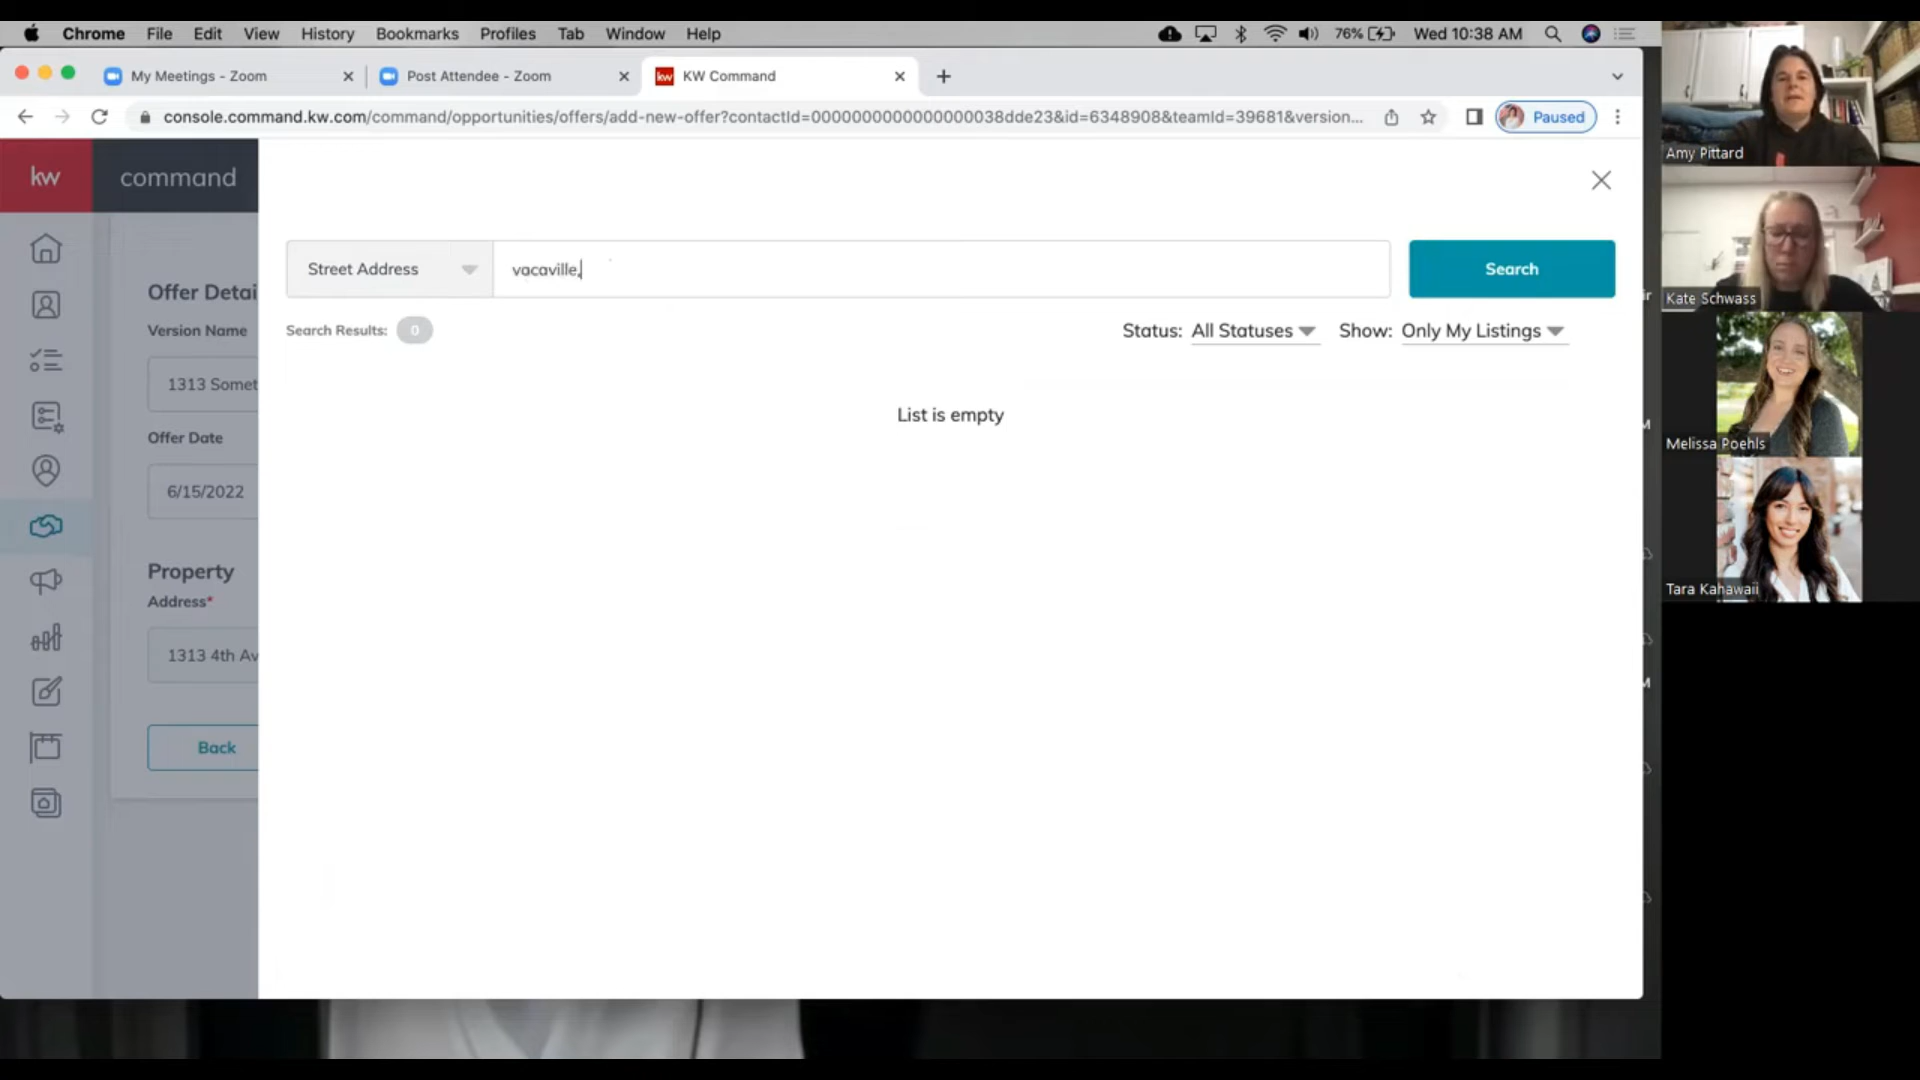 Chrome File Edit View History Bookmarks Profiles Tab Window Help 76% Wed 10:38 AM
My Meetings - Zoom Post Attendee - Zoom kw KW Command
console.command.kw.com/command/opportunities/offers/add-new-offer?contactId=0000000000000000038dde23&id=6348908&teamId=39681&version... Paused
kw command
Street Address vacaville, Search
Search Results: 0 Status: All Statuses Show: Only My Listings
List is empty
Offer Detai
Version Name
1313 Somet
Offer Date
6/15/2022
Property
Address*
1313 4th Av
Back
Amy Pittard
Kate Schwass
Melissa Poehls
Tara Kahawaii